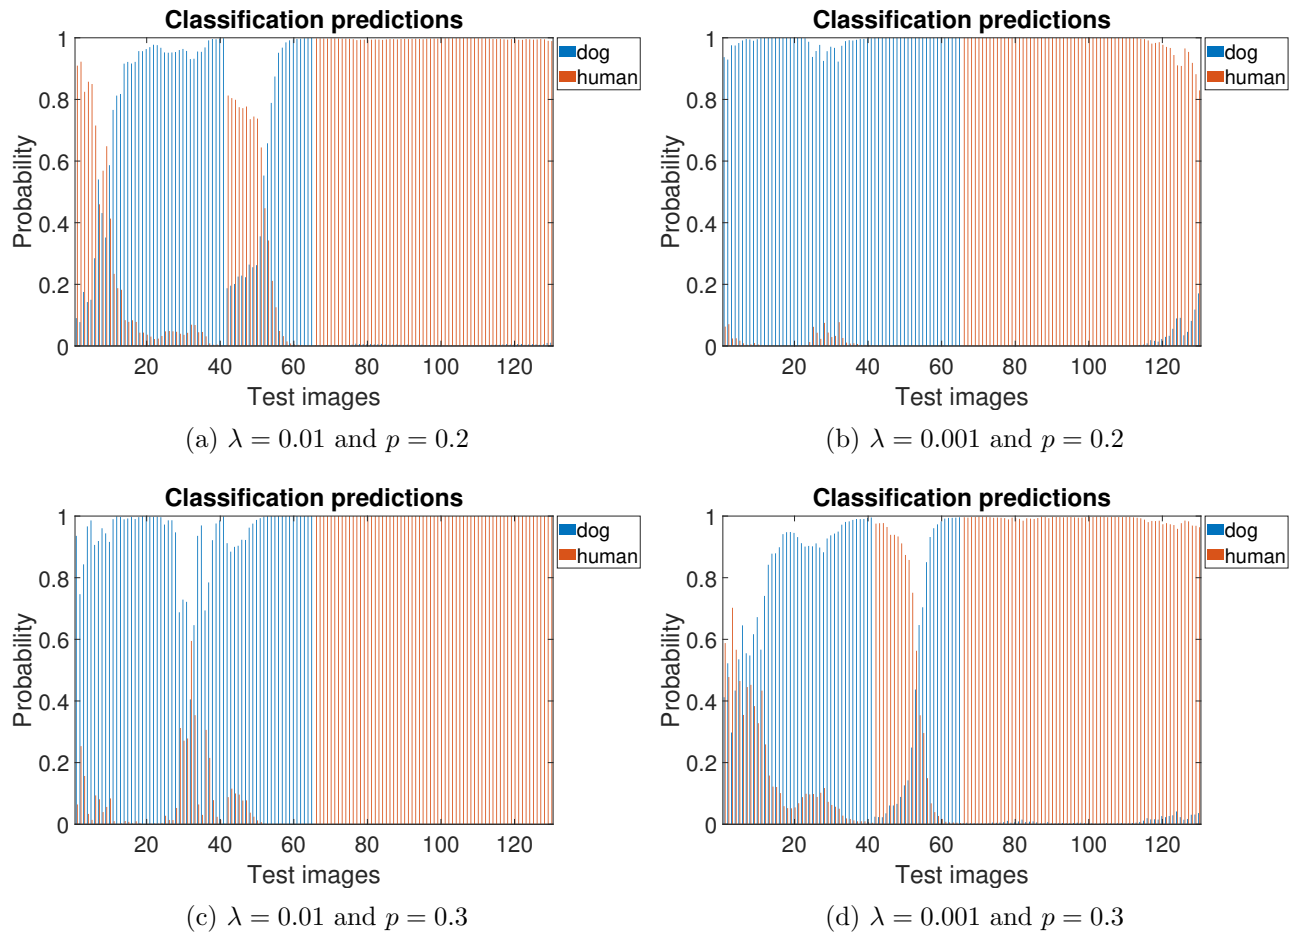 Classification predictions
1
0.8
0.6
0.4
0.2
0
Probability
20 40 60 80 100 120
Test images
dog
human
(a) λ = 0.01 and p = 0.2
Classification predictions
1
0.8
0.6
0.4
0.2
0
Probability
20 40 60 80 100 120
Test images
dog
human
(b) λ = 0.001 and p = 0.2
Classification predictions
1
0.8
0.6
0.4
0.2
0
Probability
20 40 60 80 100 120
Test images
dog
human
(c) λ = 0.01 and p = 0.3
Classification predictions
1
0.8
0.6
0.4
0.2
0
Probability
20 40 60 80 100 120
Test images
dog
human
(d) λ = 0.001 and p = 0.3